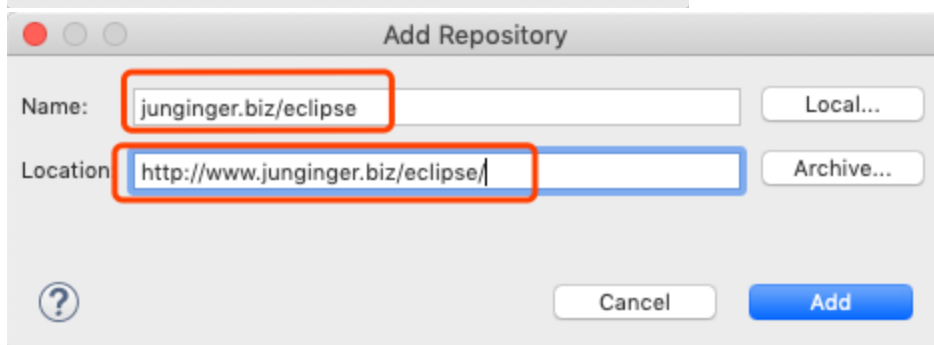 Add Repository
Name: junginger.biz/eclipse Local...
Location http://www.junginger.biz/eclipse/ Archive...
? Cancel Add